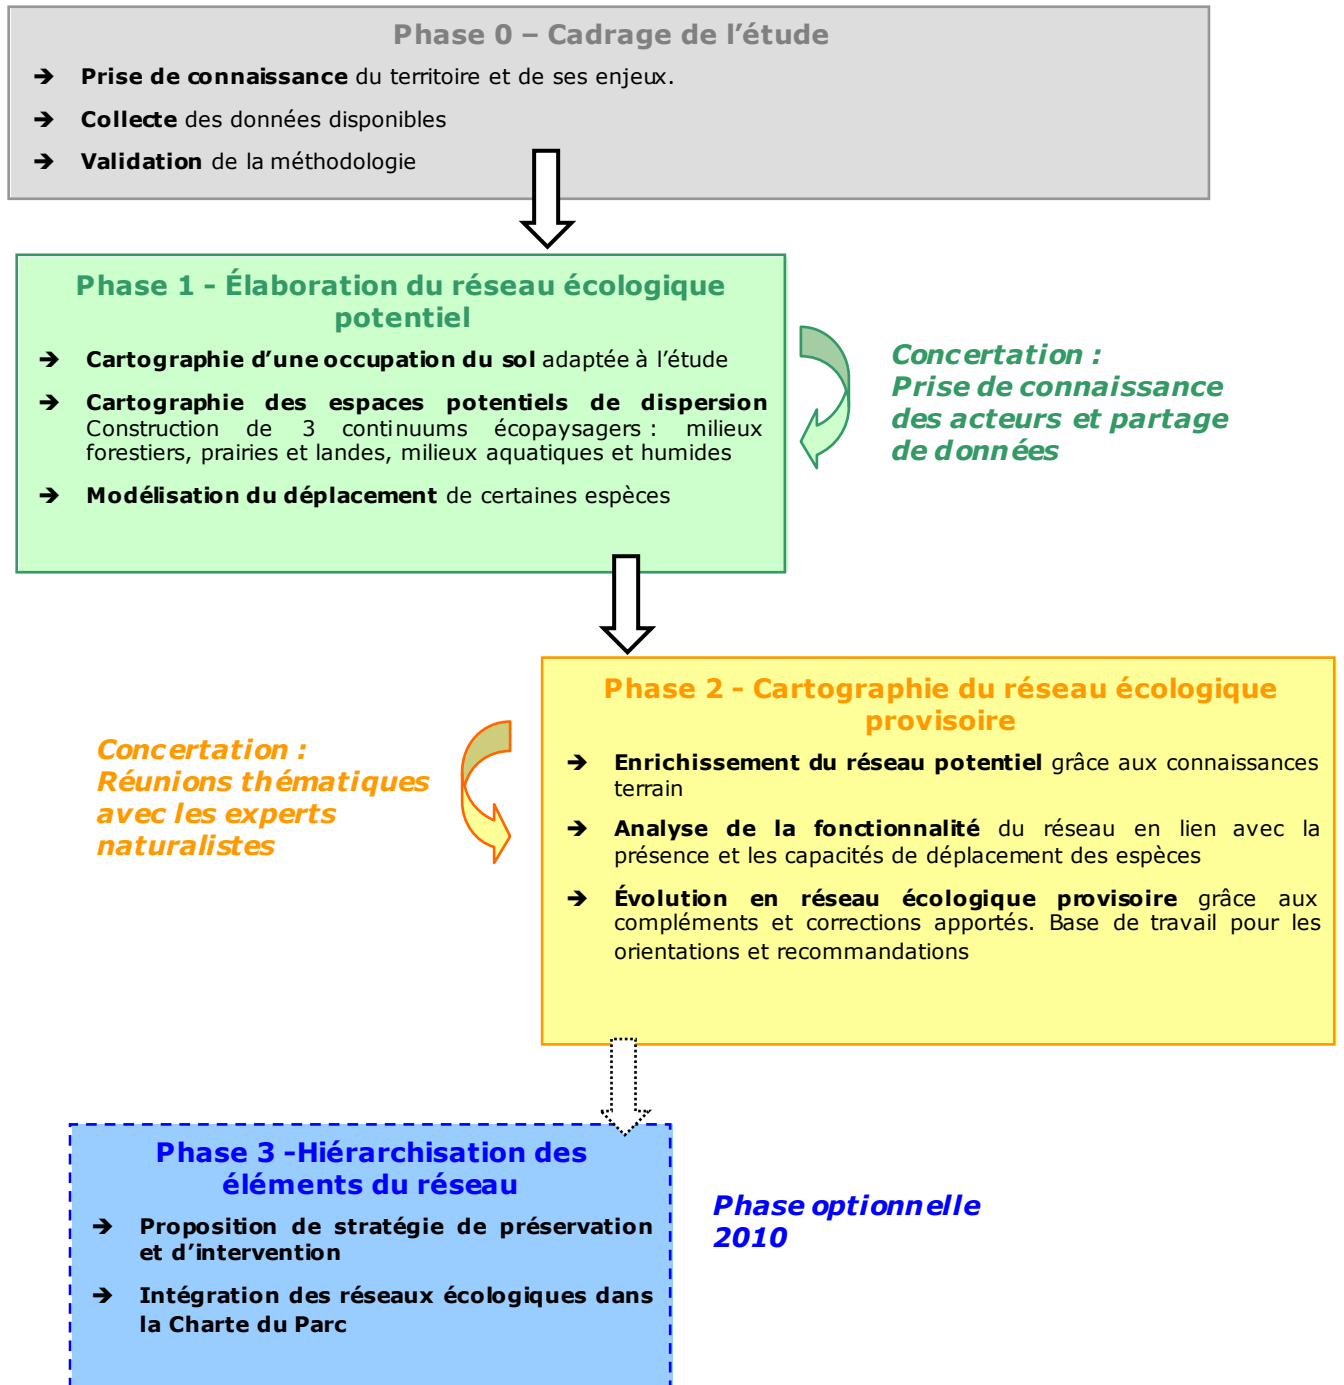 Phase 0 – Cadrage de l’étude
➔ Prise de connaissance du territoire et de ses enjeux.
➔ Collecte des données disponibles
➔ Validation de la méthodologie
Phase 1 - Élaboration du réseau écologique
potentiel
➔ Cartographie d’une occupation du sol adaptée à l’étude
➔ Cartographie des espaces potentiels de dispersion
Construction de 3 continuums écopaysagers : milieux
forestiers, prairies et landes, milieux aquatiques et humides
➔ Modélisation du déplacement de certaines espèces
Concertation :
Prise de connaissance
des acteurs et partage
de données
Phase 2 - Cartographie du réseau écologique
provisoire
➔ Enrichissement du réseau potentiel grâce aux connaissances
terrain
➔ Analyse de la fonctionnalité du réseau en lien avec la
présence et les capacités de déplacement des espèces
➔ Évolution en réseau écologique provisoire grâce aux
compléments et corrections apportés. Base de travail pour les
orientations et recommandations
Concertation :
Réunions thématiques
avec les experts
naturalistes
Phase 3 -Hiérarchisation des
éléments du réseau
➔ Proposition de stratégie de préservation
et d’intervention
➔ Intégration des réseaux écologiques dans
la Charte du Parc
Phase optionnelle
2010